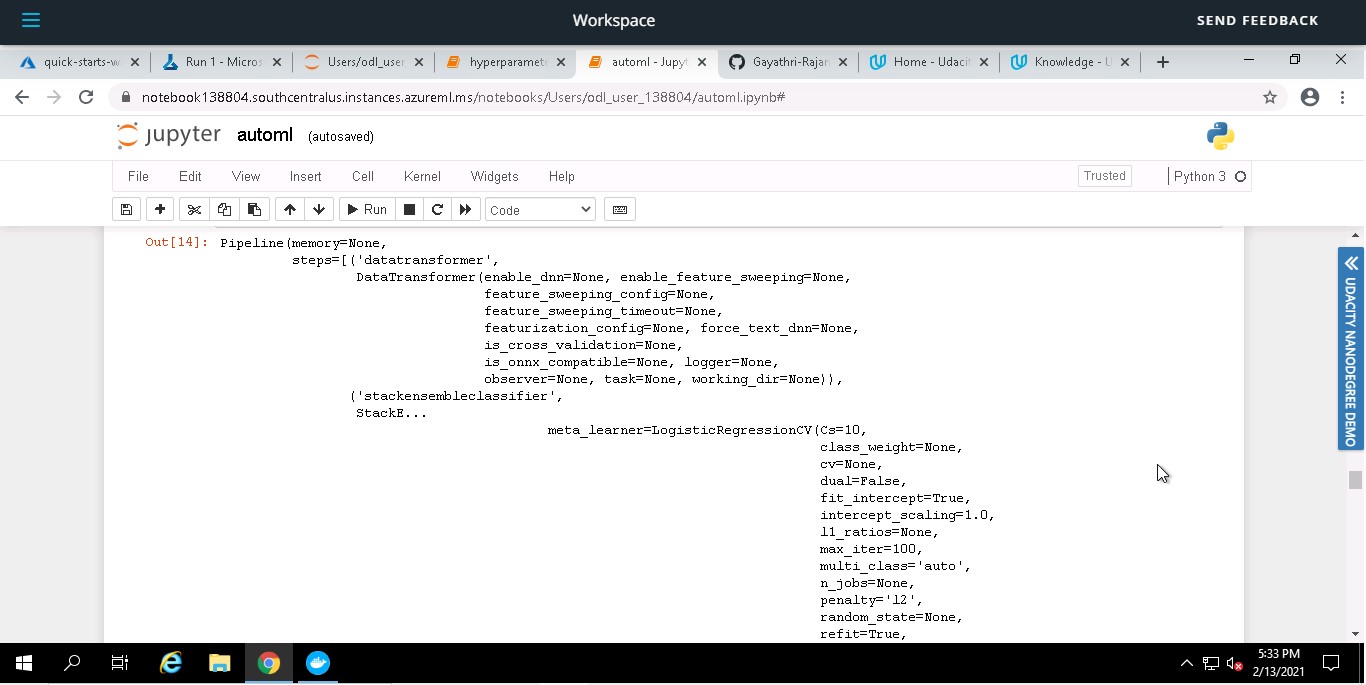 Workspace
SEND FEEDBACK
quick-starts-w
Run 1 - Micros
Users/odl_user
hyperparamete
automl - Jupyt
Gayathri-Rajan
Home - Udacit
Knowledge - U
notebook138804.southcentralus.instances.azureml.ms/notebooks/Users/odl_user_138804/automl.ipynb#
jupyter automl (autosaved)
File Edit View Insert Cell Kernel Widgets Help
Trusted
Python 3
Run
Code
Out[14]: Pipeline(memory=None,
steps=[('datatransformer',
DataTransformer(enable_dnn=None, enable_feature_sweeping=None,
feature_sweeping_config=None,
feature_sweeping_timeout=None,
featurization_config=None, force_text_dnn=None,
is_cross_validation=None,
is_onnx_compatible=None, logger=None,
observer=None, task=None, working_dir=None)),
('stackensembleclassifier',
StackE...
meta_learner=LogisticRegressionCV(Cs=10,
class_weight=None,
cv=None,
dual=False,
fit_intercept=True,
intercept_scaling=1.0,
l1_ratios=None,
max_iter=100,
multi_class='auto',
n_jobs=None,
penalty='l2',
random_state=None,
refit=True,
UDACITY NANODEGREE DEMO
5:33 PM
2/13/2021